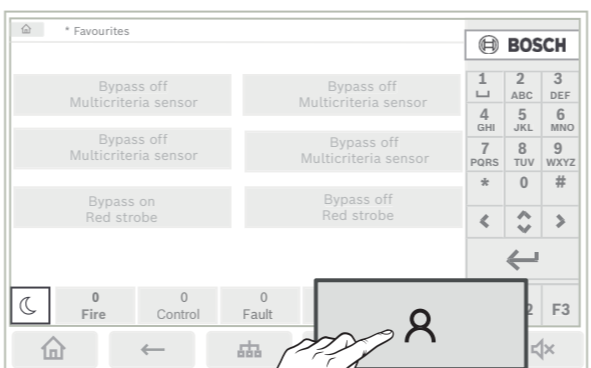 * Favourites
BOSCH
Bypass off
Multicriteria sensor
Bypass off
Multicriteria sensor
Bypass off
Multicriteria sensor
Bypass off
Multicriteria sensor
Bypass on
Red strobe
Bypass off
Red strobe
1 2 3
ABC DEF
4 5 6
GHI JKL MNO
7 8 9
PQRS TUV WXYZ
* 0 #
0 0 0
Fire Control Fault
2 F3